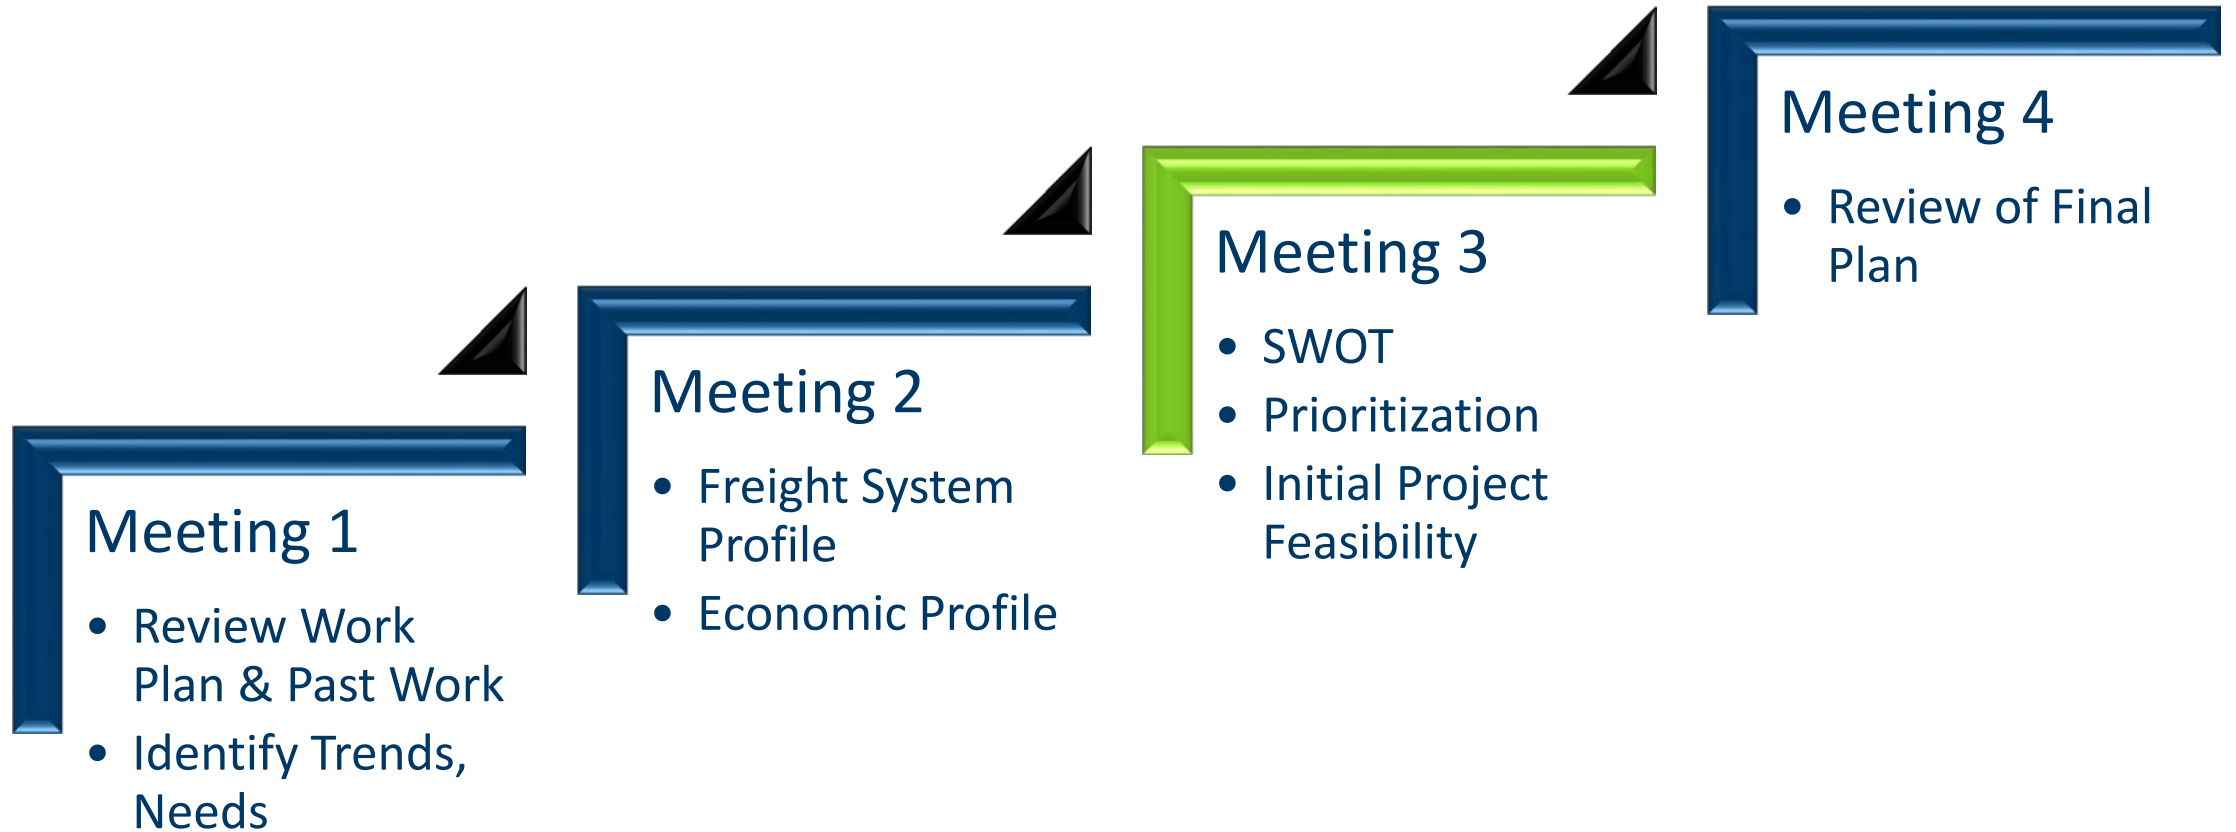 Meeting 1
• Review Work
Plan & Past Work
• Identify Trends,
Needs
Meeting 2
• Freight System
Profile
• Economic Profile
Meeting 3
• SWOT
• Prioritization
• Initial Project
Feasibility
Meeting 4
• Review of Final
Plan